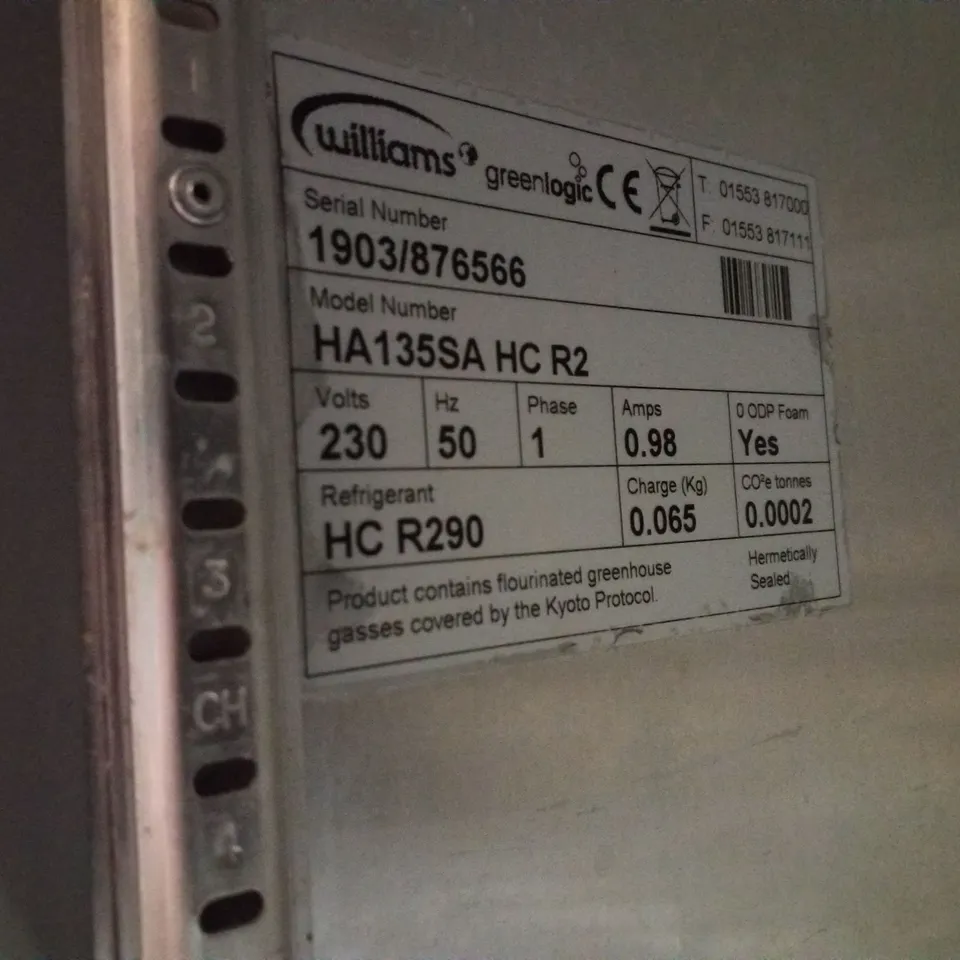 williams greenlogic CE
T: 01553 817000
F: 01553 817111
Serial Number
1903/876566
Model Number
HA135SA HC R2
Volts Hz Phase Amps 0 ODP Foam
230 50 1 0.98 Yes
Refrigerant Charge (Kg) CO²e tonnes
HC R290 0.065 0.0002
Product contains flourinated greenhouse
gasses covered by the Kyoto Protocol.
Hermetically
Sealed
1
2
3
CH
4